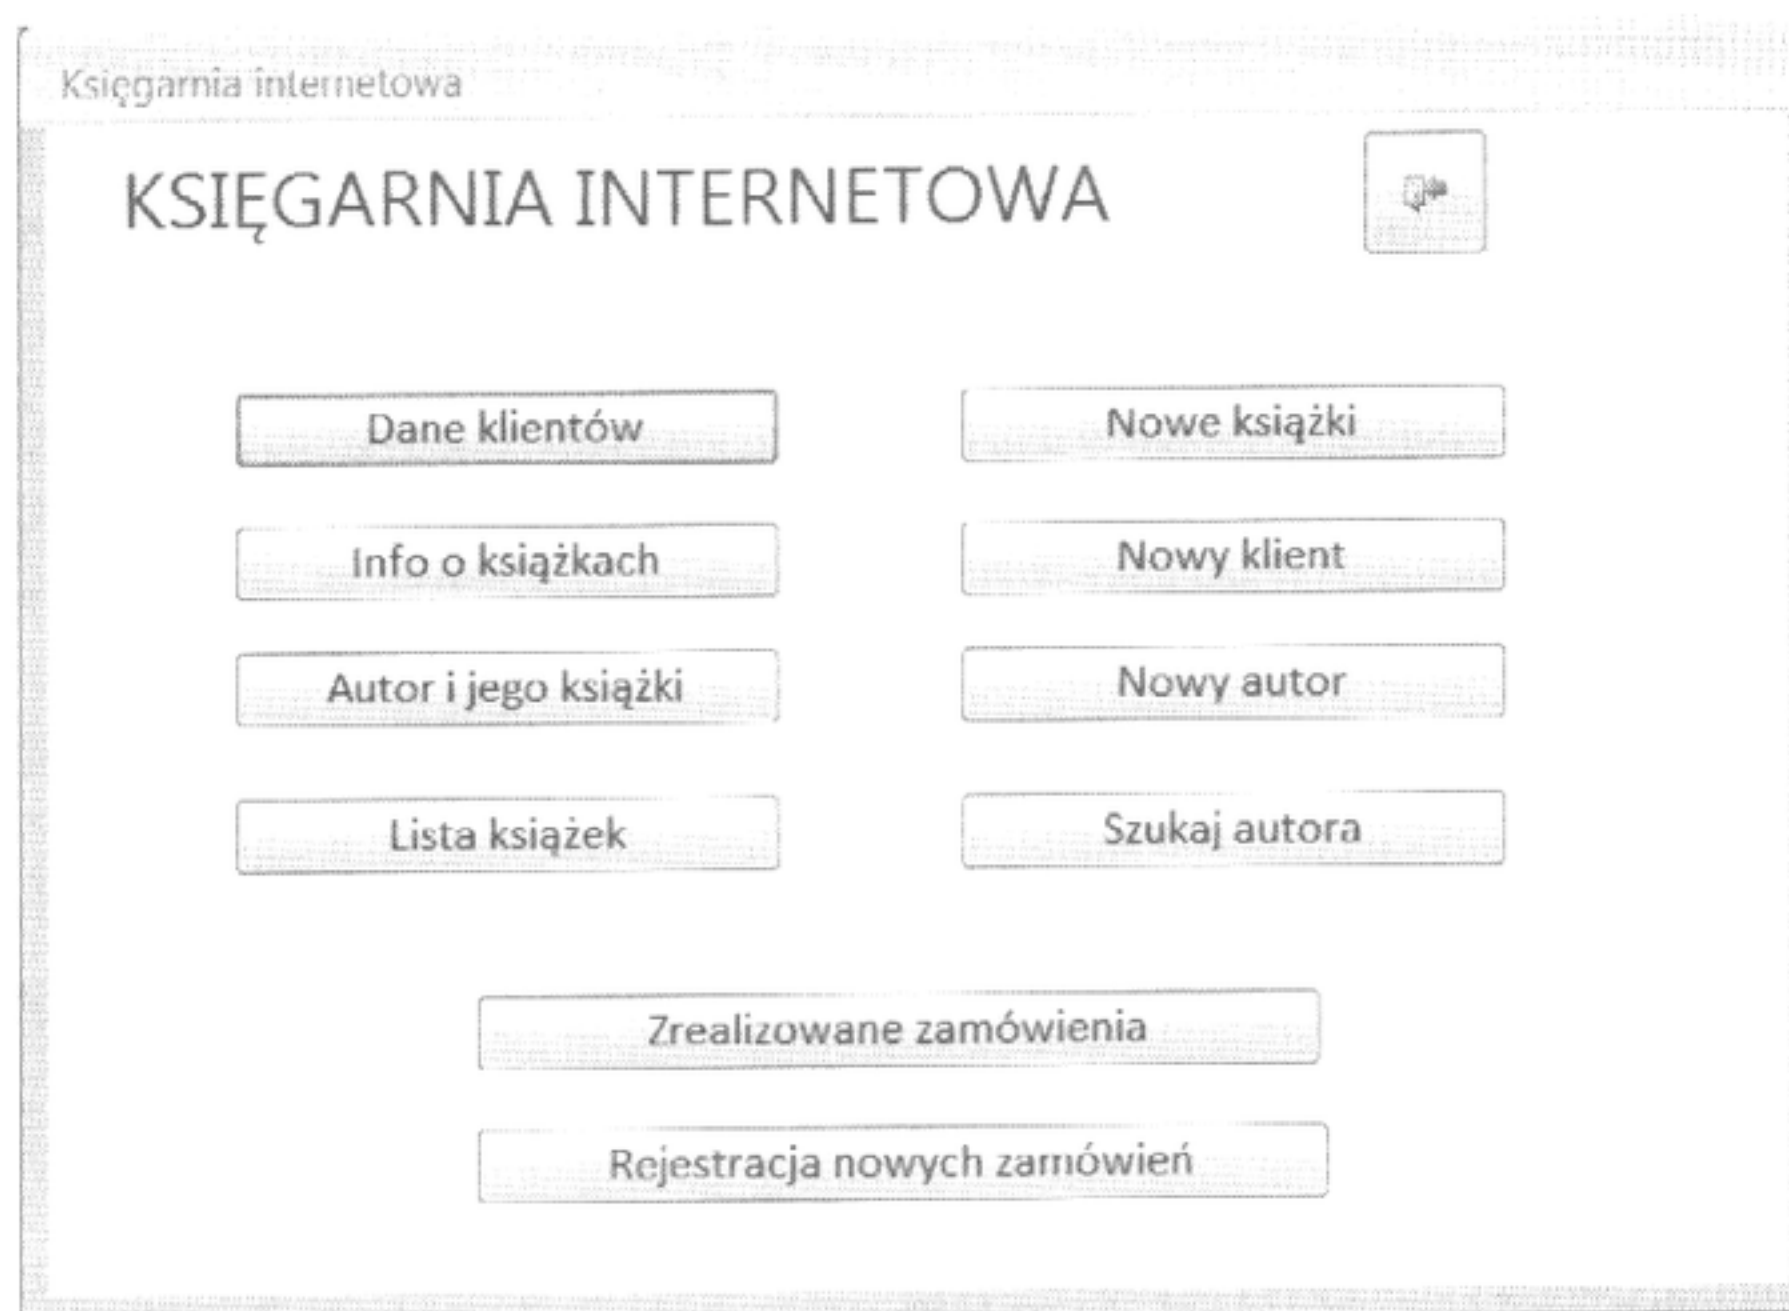 Księgarnia internetowa
KSIĘGARNIA INTERNETOWA
Dane klientów
Nowe książki
Info o książkach
Nowy klient
Autor i jego książki
Nowy autor
Lista książek
Szukaj autora
Zrealizowane zamówienia
Rejestracja nowych zamówień